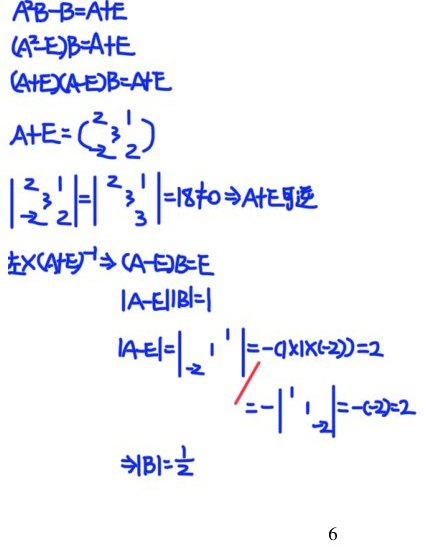 A²B-B=A+E
(A²-E)B=A+E
(A+E)(A-E)B=A+E
A+E=(2 1
3
-2 2)
|2 1
3
-2 2|=|2 1
3
3|=18≠0⇒A+E可逆
左×(A+E)⁻¹⇒(A-E)B=E
|A-E||B|=1
|A-E|=|1
1
-2|=-(1×1×(-2))=2
=-|1
1
-2|=-(-2)=2
⇒|B|=1/2
6